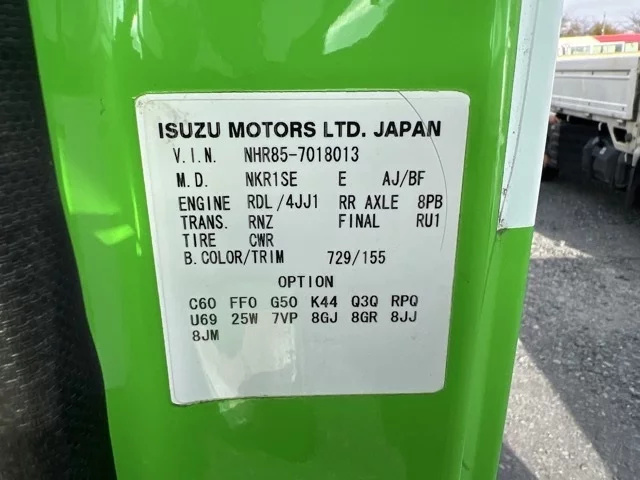 ISUZU MOTORS LTD. JAPAN
V.I.N. NHR85-7018013
M.D. NKR1SE E AJ/BF
ENGINE RDL/4JJ1 RR AXLE 8PB
TRANS. RNZ FINAL RU1
TIRE CWR
B.COLOR/TRIM 729/155
OPTION
C60 FF0 G50 K44 Q3Q RPQ
U69 25W 7VP 8GJ 8GR 8JJ
8JM